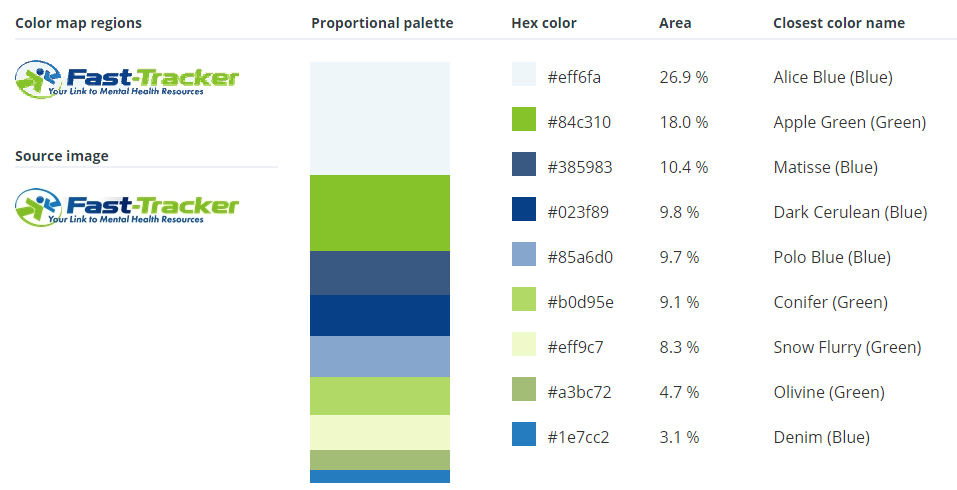 Color map regions Proportional palette Hex color Area Closest color name
Fast-Tracker
Your Link to Mental Health Resources
#eff6fa 26.9 % Alice Blue (Blue)
#84c310 18.0 % Apple Green (Green)
Source image
#385983 10.4 % Matisse (Blue)
Fast-Tracker
Your Link to Mental Health Resources
#023f89 9.8 % Dark Cerulean (Blue)
#85a6d0 9.7 % Polo Blue (Blue)
#b0d95e 9.1 % Conifer (Green)
#eff9c7 8.3 % Snow Flurry (Green)
#a3bc72 4.7 % Olivine (Green)
#1e7cc2 3.1 % Denim (Blue)